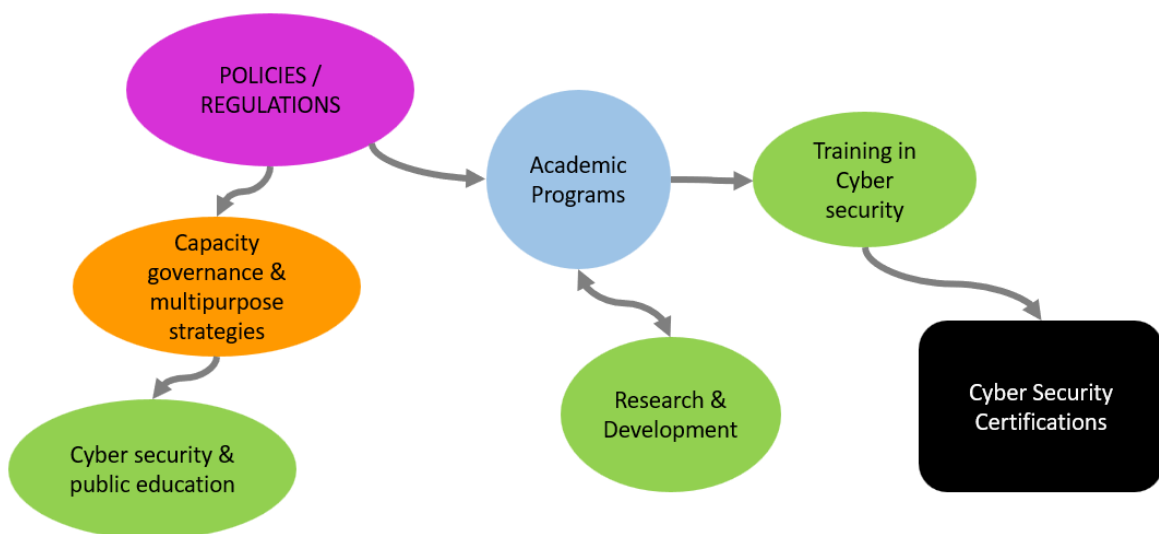 POLICIES /
REGULATIONS
Academic
Programs
Training in
Cyber
security
Capacity
governance &
multipurpose
strategies
Research &
Development
Cyber Security
Certifications
Cyber security &
public education